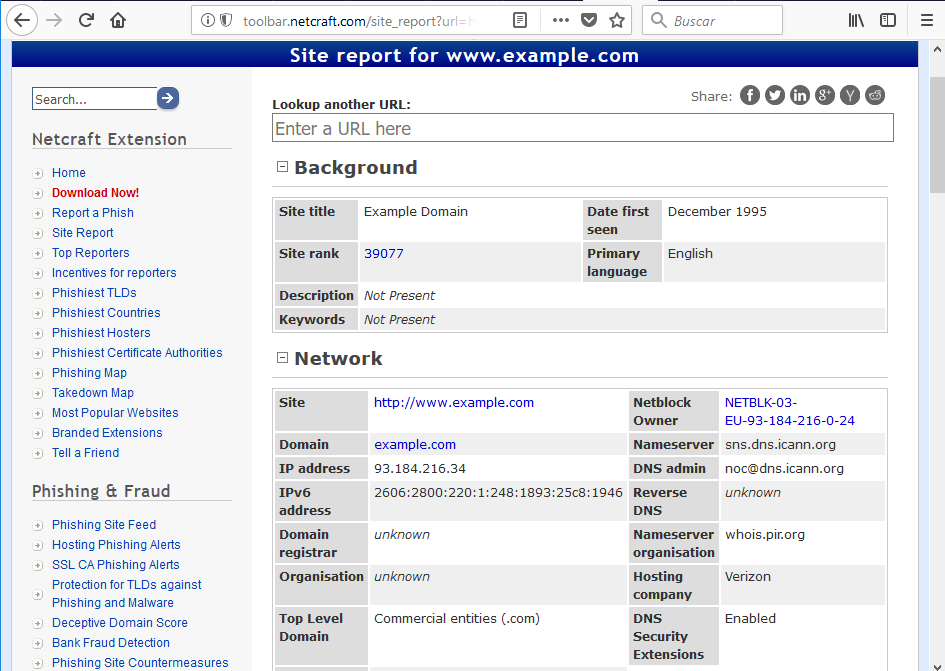 toolbar.netcraft.com/site_report?url=h
Buscar
Site report for www.example.com
Search...
Netcraft Extension
Home
Download Now!
Report a Phish
Site Report
Top Reporters
Incentives for reporters
Phishiest TLDs
Phishiest Countries
Phishiest Hosters
Phishiest Certificate Authorities
Phishing Map
Takedown Map
Most Popular Websites
Branded Extensions
Tell a Friend
Phishing & Fraud
Phishing Site Feed
Hosting Phishing Alerts
SSL CA Phishing Alerts
Protection for TLDs against
Phishing and Malware
Deceptive Domain Score
Bank Fraud Detection
Phishing Site Countermeasures
Share:
Lookup another URL:
Enter a URL here
Background
Site title Example Domain Date first
seen December 1995
Site rank 39077 Primary
language English
Description Not Present
Keywords Not Present
Network
Site http://www.example.com Netblock
Owner NETBLK-03-
EU-93-184-216-0-24
Domain example.com Nameserver sns.dns.icann.org
IP address 93.184.216.34 DNS admin noc@dns.icann.org
IPv6
address 2606:2800:220:1:248:1893:25c8:1946 Reverse
DNS unknown
Domain
registrar unknown Nameserver
organisation whois.pir.org
Organisation unknown Hosting
company Verizon
Top Level
Domain Commercial entities (.com) DNS
Security
Extensions Enabled